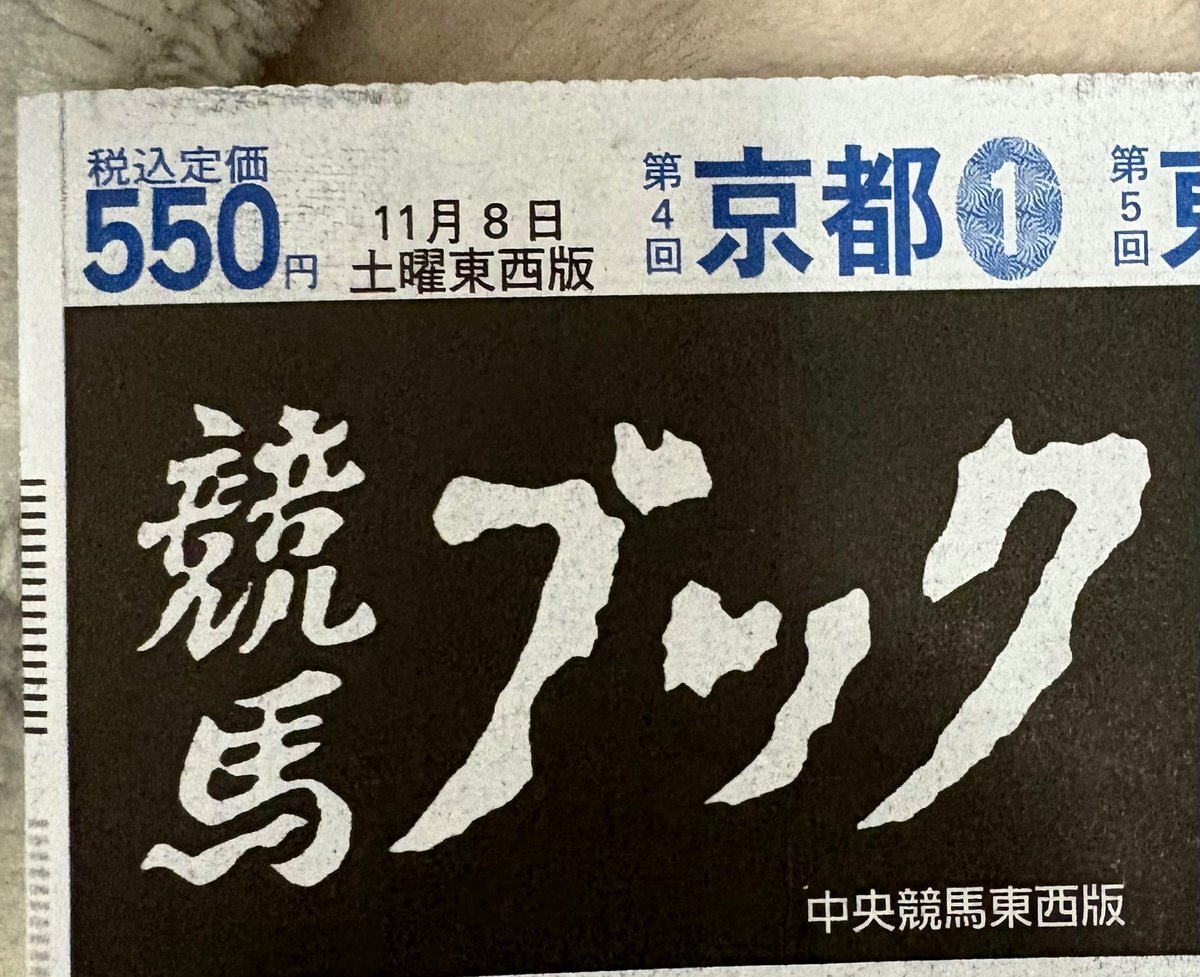 税込定価
550円
11月8日
土曜東西版
第4回 京都 1
第5回
競馬ブック
中央競馬東西版